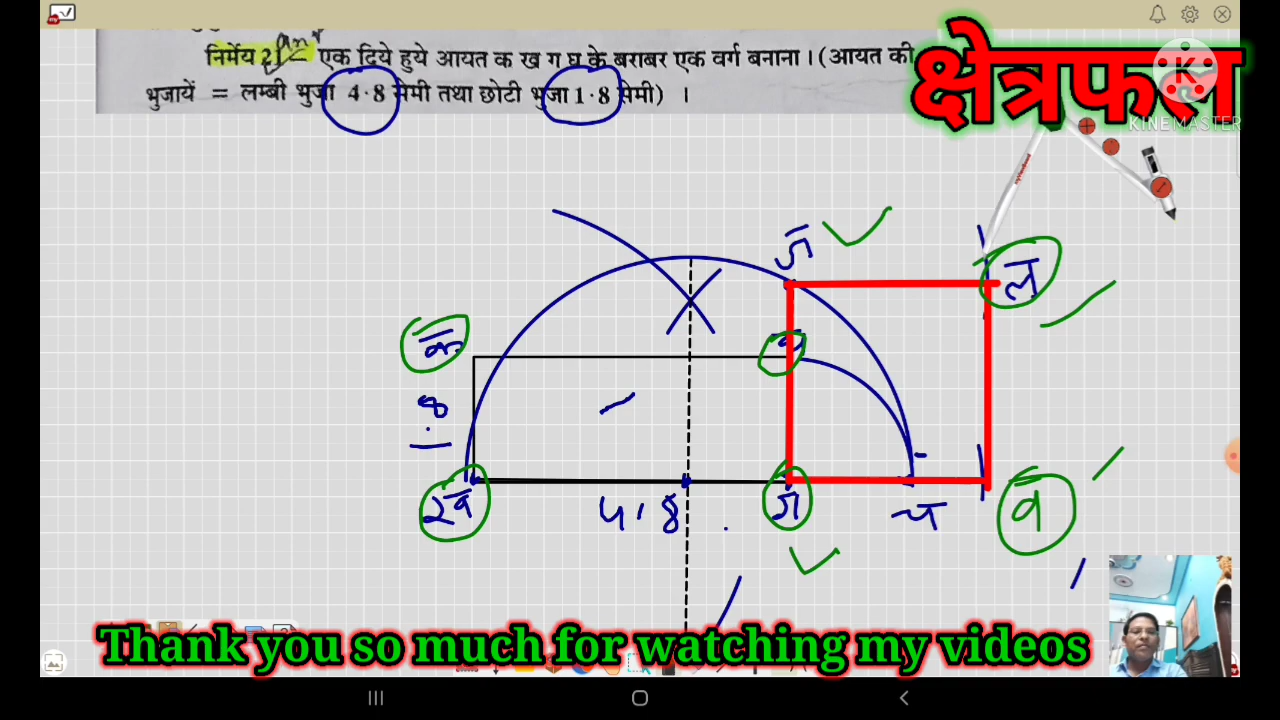 निर्मेय 21 एक दिये हुये आयत क ख ग घ के बराबर एक वर्ग बनाना। (आयत की
भुजायें = लम्बी भुजा 4·8 सेमी तथा छोटी भुजा 1·8 सेमी) ।
क्षेत्रफल
K
KINEMASTER
ज
ल
क
घ
·8
ख
4.8
ग
च
व
Thank you so much for watching my videos